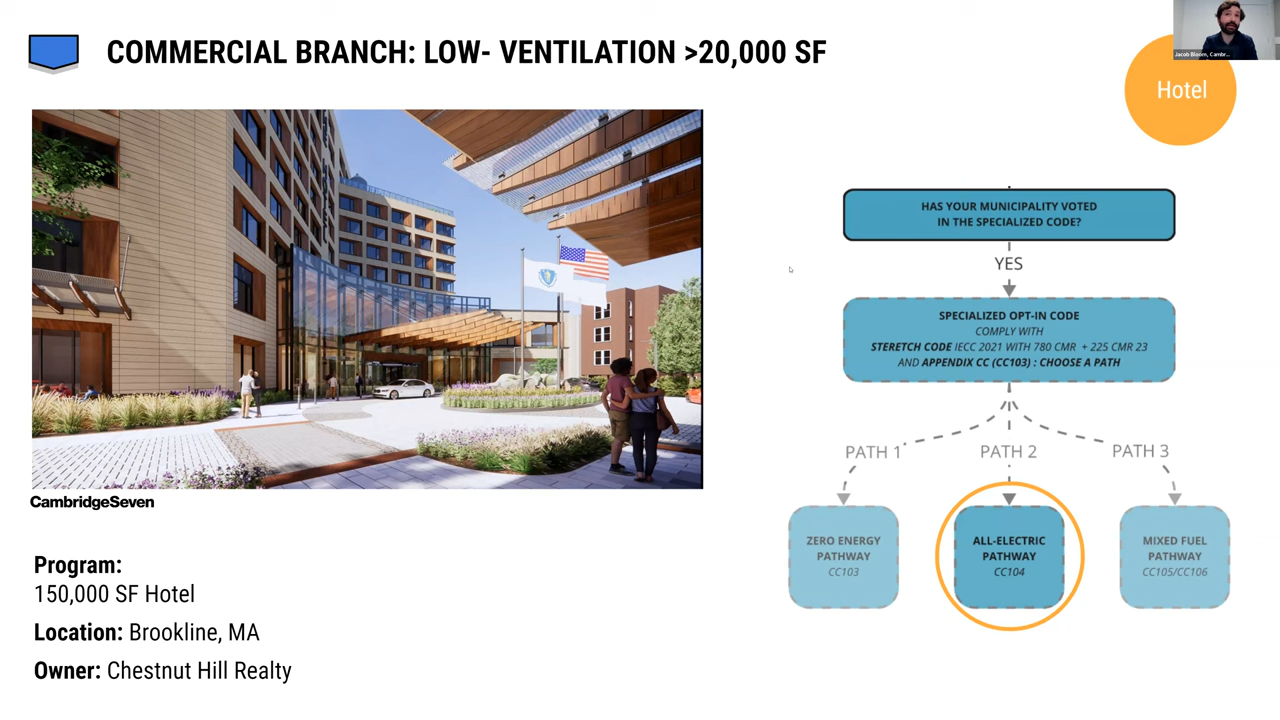 COMMERCIAL BRANCH: LOW- VENTILATION >20,000 SF
Jacob Bloom, Cambr...
Hotel
HAS YOUR MUNICIPALITY VOTED
IN THE SPECIALIZED CODE?
YES
SPECIALIZED OPT-IN CODE
COMPLY WITH
STERETCH CODE IECC 2021 WITH 780 CMR + 225 CMR 23
AND APPENDIX CC (CC103) : CHOOSE A PATH
PATH 1
PATH 2
PATH 3
ZERO ENERGY
PATHWAY
CC103
ALL-ELECTRIC
PATHWAY
CC104
MIXED FUEL
PATHWAY
CC105/CC106
CambridgeSeven
Program:
150,000 SF Hotel
Location: Brookline, MA
Owner: Chestnut Hill Realty